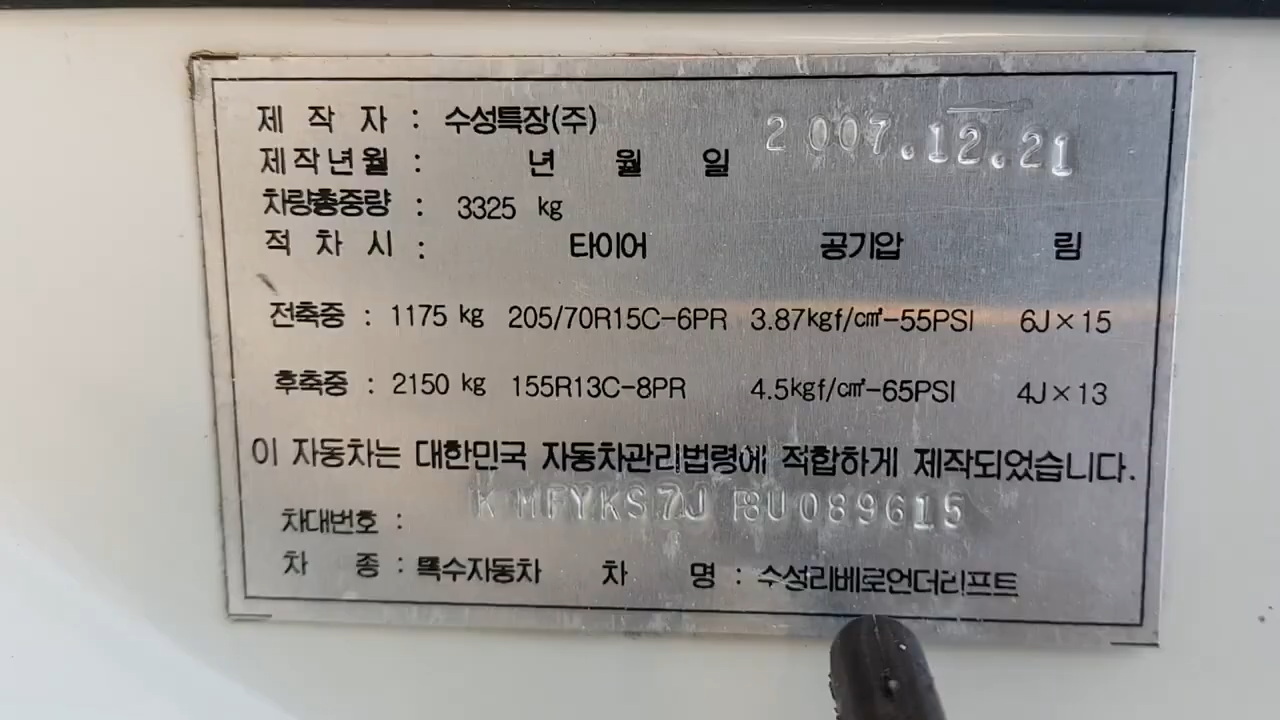 제 작 자 : 수성특장(주)
제작년월 : 년 월 일 2007.12.21
차량총중량 : 3325 kg
적 차 시 : 타이어 공기압 림
전축중 : 1175 kg 205/70R15C-6PR 3.87kgf/㎠-55PSI 6J×15
후축중 : 2150 kg 155R13C-8PR 4.5kgf/㎠-65PSI 4J×13
이 자동차는 대한민국 자동차관리법령에 적합하게 제작되었습니다.
차대번호 : KMFYKS7JPBU089615
차 종 : 특수자동차 차 명 : 수성리베로언더리프트